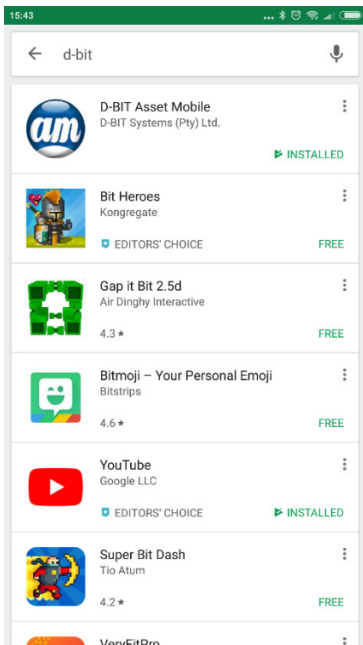 15:43
d-bit
am
D-BIT Asset Mobile
D-BIT Systems (Pty) Ltd.
INSTALLED
Bit Heroes
Kongregate
EDITORS' CHOICE
FREE
Gap it Bit 2.5d
Air Dinghy Interactive
4.3
FREE
Bitmoji – Your Personal Emoji
Bitstrips
4.6
FREE
YouTube
Google LLC
EDITORS' CHOICE
INSTALLED
Super Bit Dash
Tio Atum
4.2
FREE
VeryFitPro